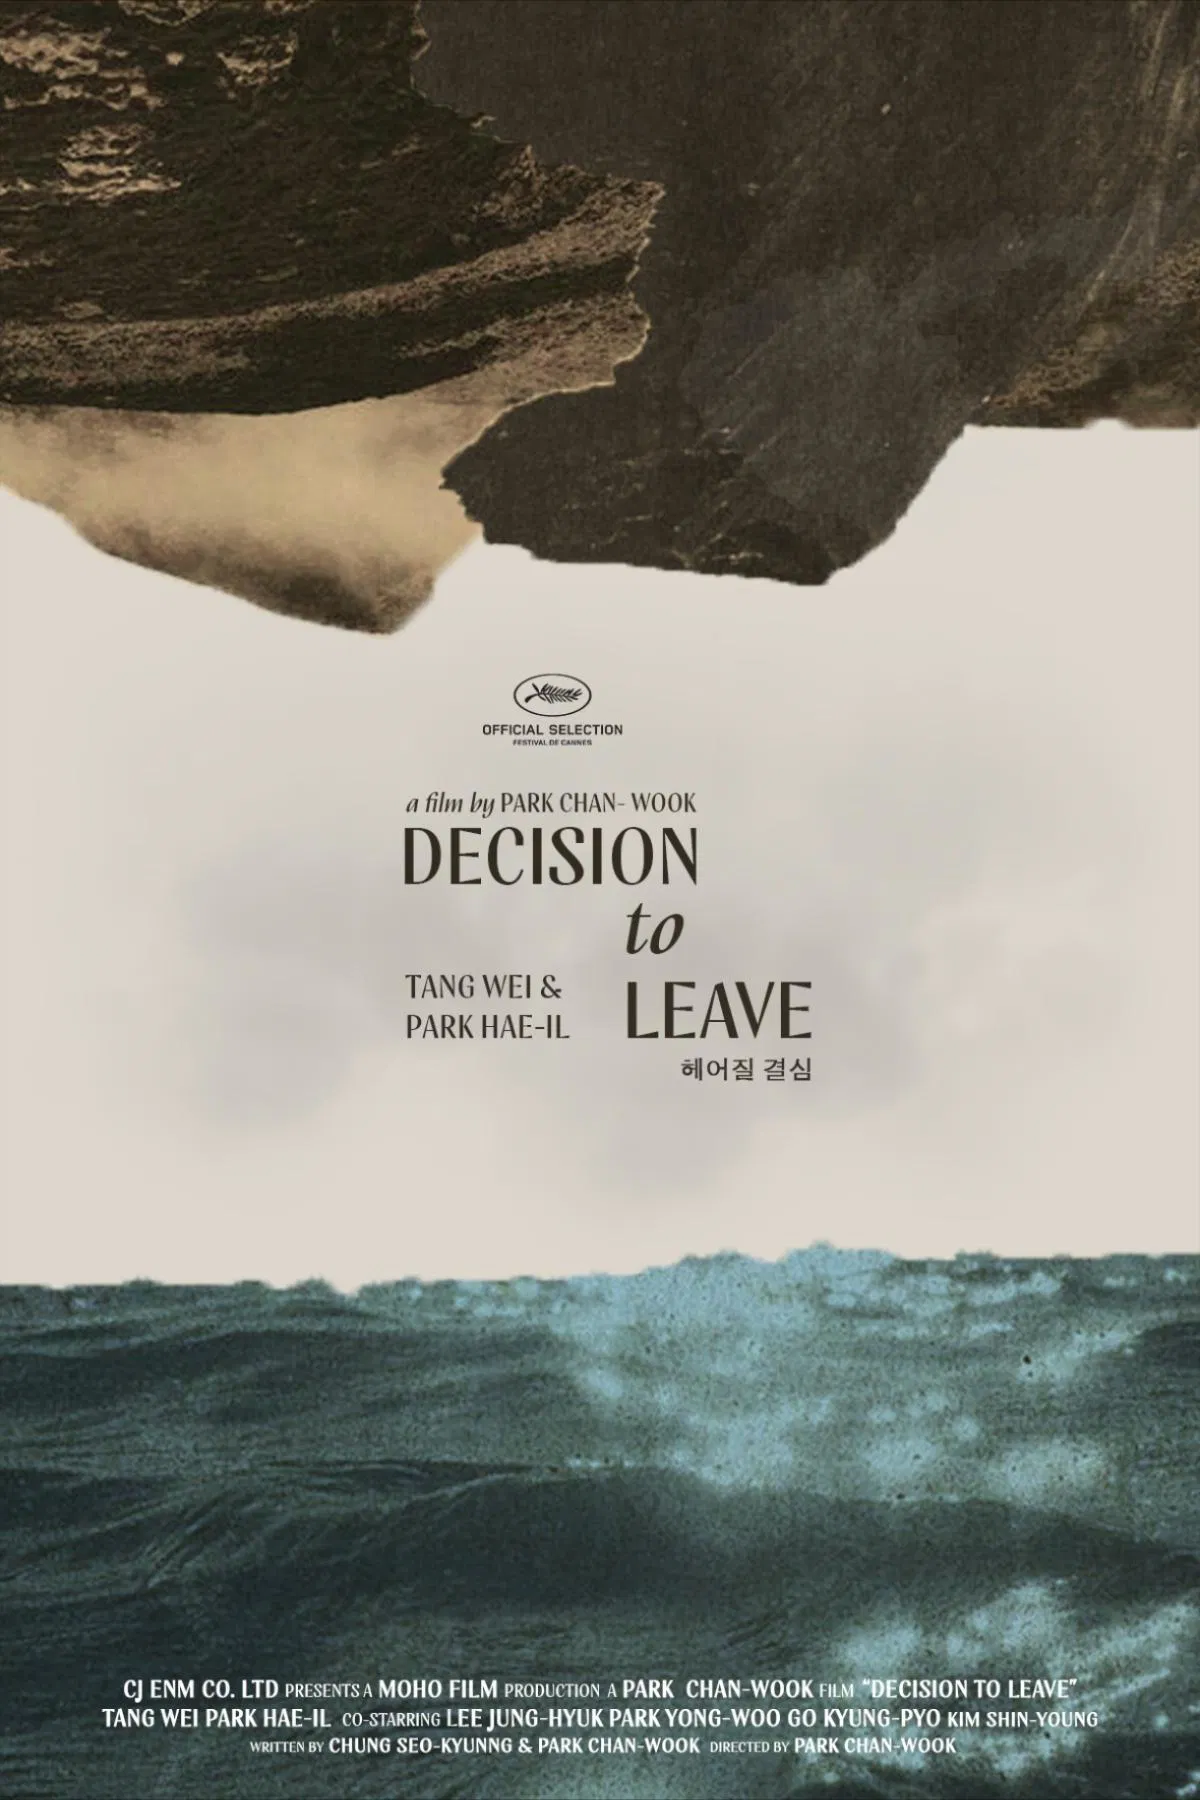 OFFICIAL SELECTION
FESTIVAL DE CANNES
a film by PARK CHAN- WOOK
DECISION
to
LEAVE
TANG WEI &
PARK HAE-IL
헤어질 결심
CJ ENM CO. LTD PRESENTS A MOHO FILM PRODUCTION A PARK CHAN-WOOK FILM "DECISION TO LEAVE"
TANG WEI PARK HAE-IL CO-STARRING LEE JUNG-HYUK PARK YONG-WOO GO KYUNG-PYO KIM SHIN-YOUNG
WRITTEN BY CHUNG SEO-KYUNNG & PARK CHAN-WOOK DIRECTED BY PARK CHAN-WOOK